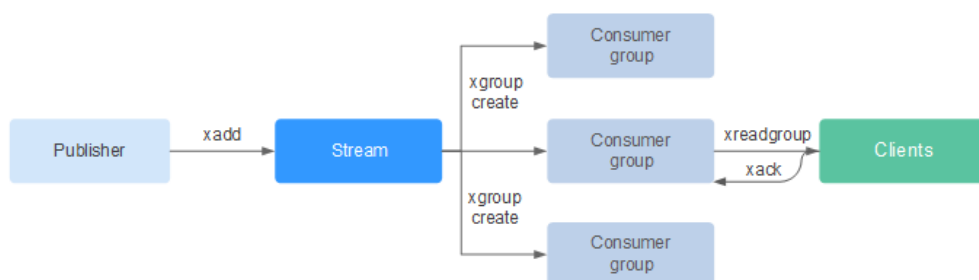 Consumer
group
xgroup
create
Publisher
xadd
Stream
Consumer
group
xreadgroup
xack
Clients
xgroup
create
Consumer
group